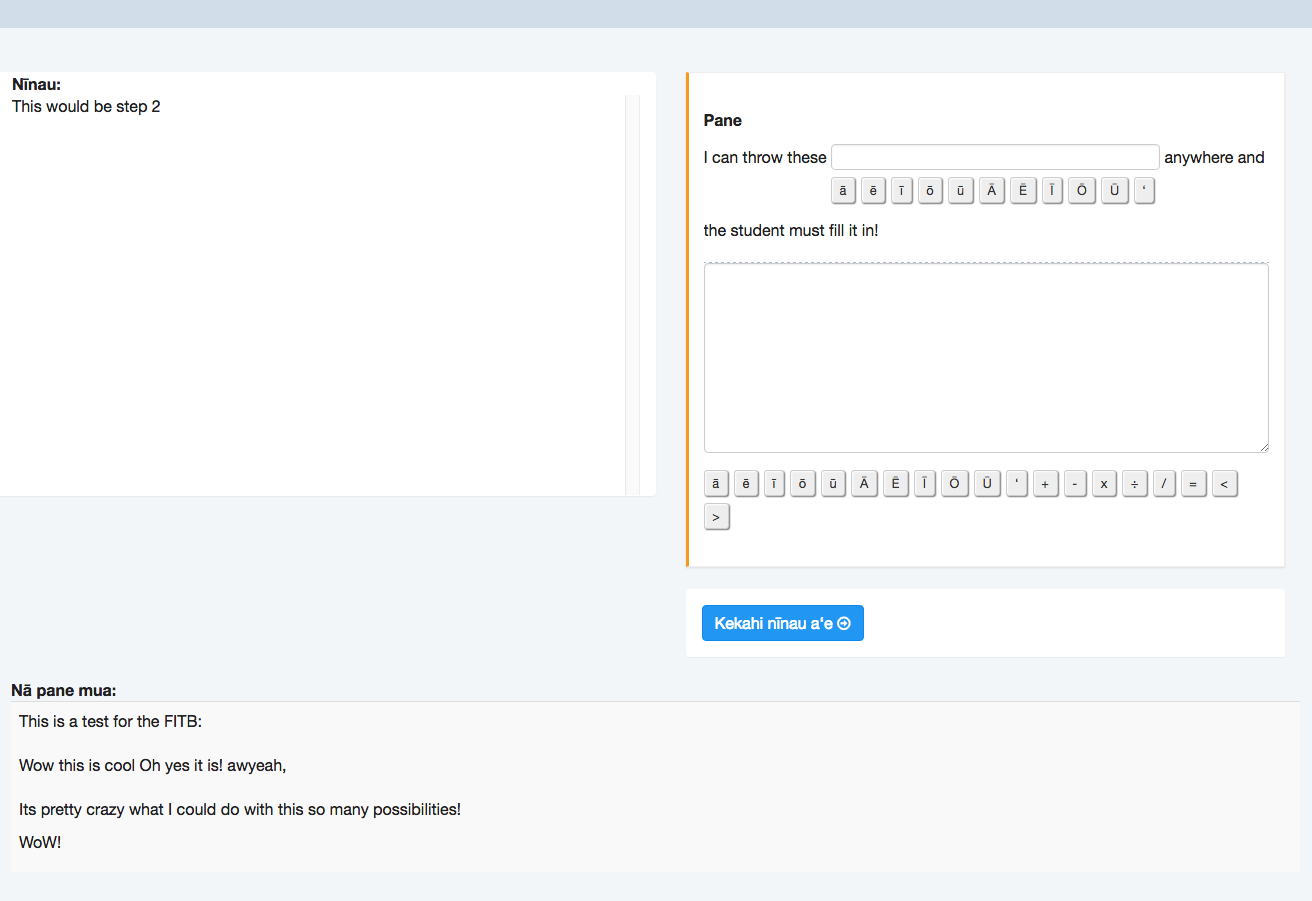 Nīnau:
This would be step 2
Pane
I can throw these anywhere and
ā ē ī ō ū Ā Ē Ī Ō Ū ʻ
the student must fill it in!
ā ē ī ō ū Ā Ē Ī Ō Ū ʻ + - x ÷ / = <
>
Kekahi nīnau aʻe
Nā pane mua:
This is a test for the FITB:
Wow this is cool Oh yes it is! awyeah,
Its pretty crazy what I could do with this so many possibilities!
WoW!